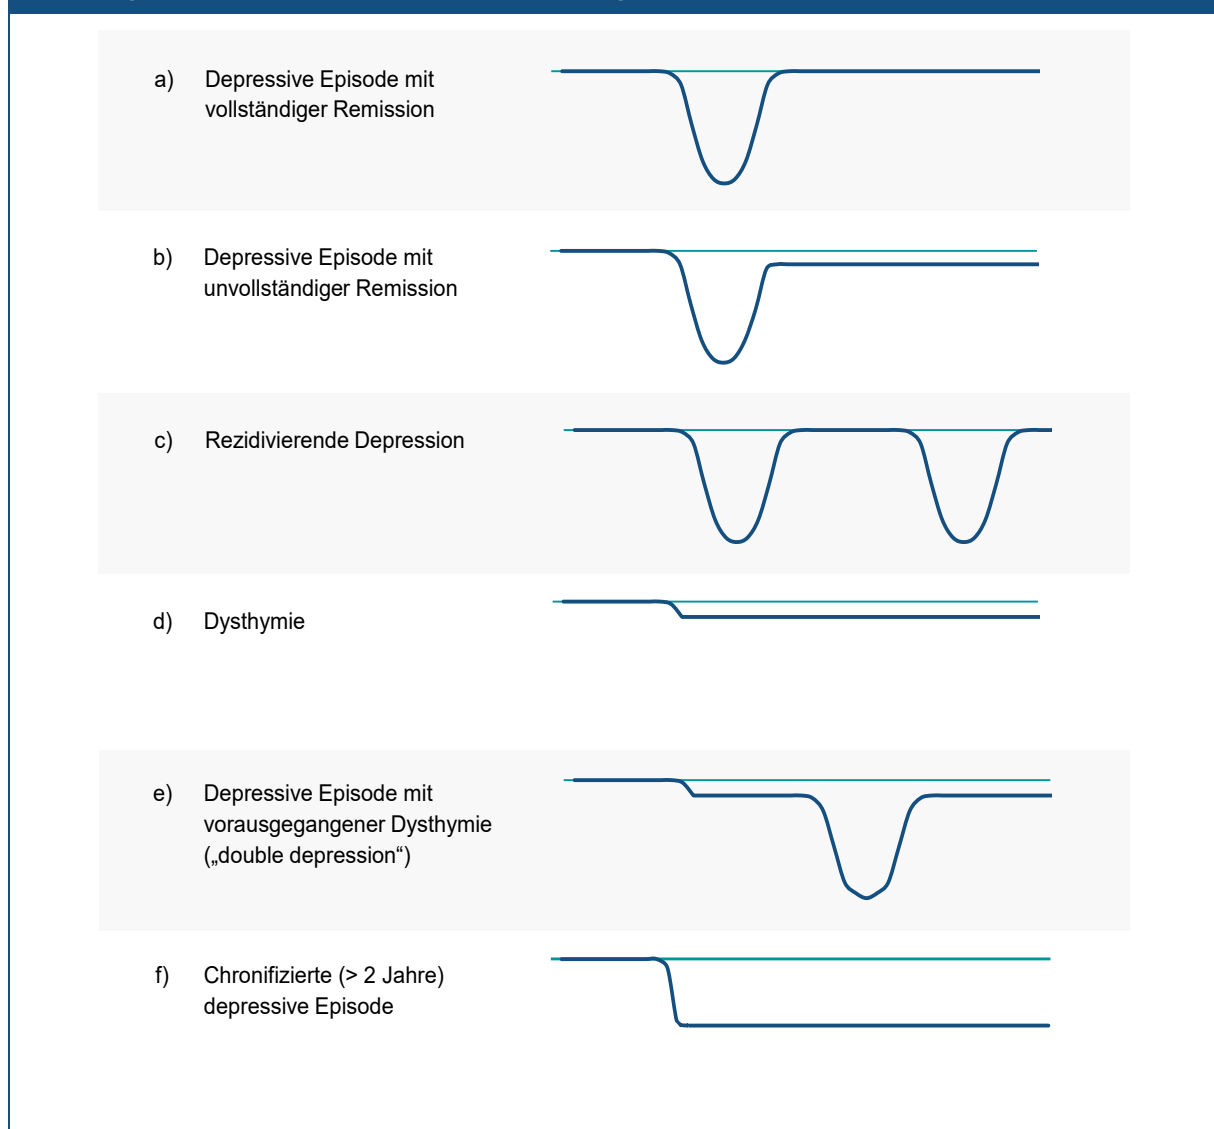 a) Depressive Episode mit
vollständiger Remission
b) Depressive Episode mit
unvollständiger Remission
c) Rezidivierende Depression
d) Dysthymie
e) Depressive Episode mit
vorausgegangener Dysthymie
(„double depression“)
f) Chronifizierte (> 2 Jahre)
depressive Episode